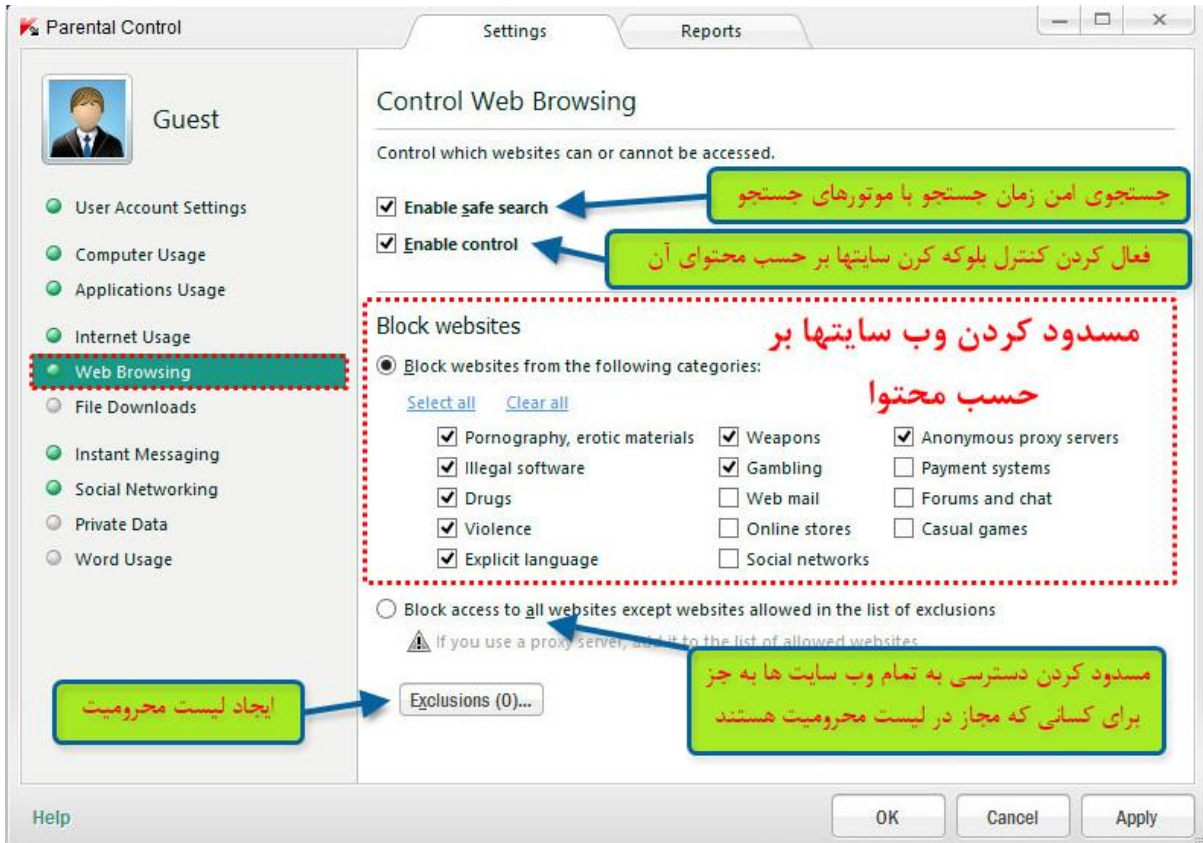 Parental Control
Settings
Reports
Guest
User Account Settings
Computer Usage
Applications Usage
Internet Usage
Web Browsing
File Downloads
Instant Messaging
Social Networking
Private Data
Word Usage
Control Web Browsing
Control which websites can or cannot be accessed.
Enable safe search
جستجوی امن زمان جستجو با موتورهای جستجو
Enable control
فعال کردن کنترل بلوکه کرن سایتها بر حسب محتوای آن
Block websites
مسدود کردن وب سایتها بر
حسب محتوا
Block websites from the following categories:
Select all Clear all
Pornography, erotic materials Weapons Anonymous proxy servers
Illegal software Gambling Payment systems
Drugs Web mail Forums and chat
Violence Online stores Casual games
Explicit language Social networks
Block access to all websites except websites allowed in the list of exclusions
If you use a proxy server, add it to the list of allowed websites
مسدود کردن دسترسی به تمام وب سایت ها به جز
برای کسانی که مجاز در لیست محرومیت هستند
Exclusions (0)...
ایجاد لیست محرومیت
Help
OK Cancel Apply